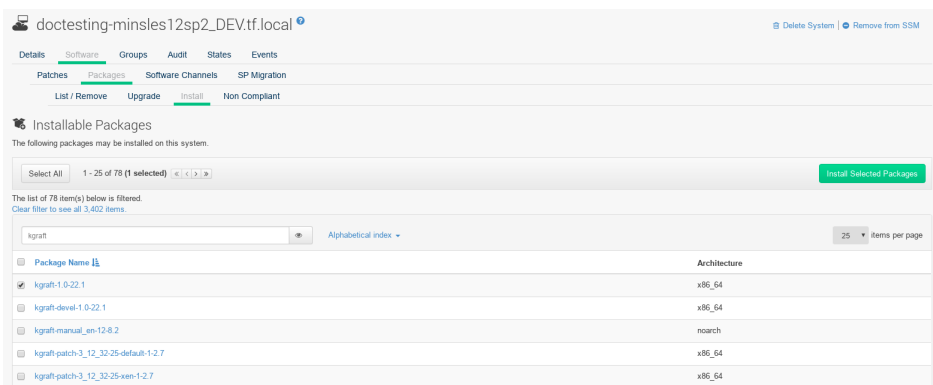 doctesting-minsles12sp2_DEV.tf.local ?
Delete System | Remove from SSM
Details Software Groups Audit States Events
Patches Packages Software Channels SP Migration
List / Remove Upgrade Install Non Compliant
Installable Packages
The following packages may be installed on this system.
Select All 1 - 25 of 78 (1 selected) « < > » Install Selected Packages
The list of 78 item(s) below is filtered.
Clear filter to see all 3,402 items.
kgraft Alphabetical index 25 items per page
Package Name Architecture
kgraft-1.0-22.1 x86_64
kgraft-devel-1.0-22.1 x86_64
kgraft-manual_en-12-8.2 noarch
kgraft-patch-3_12_32-25-default-1-2.7 x86_64
kgraft-patch-3_12_32-25-xen-1-2.7 x86_64